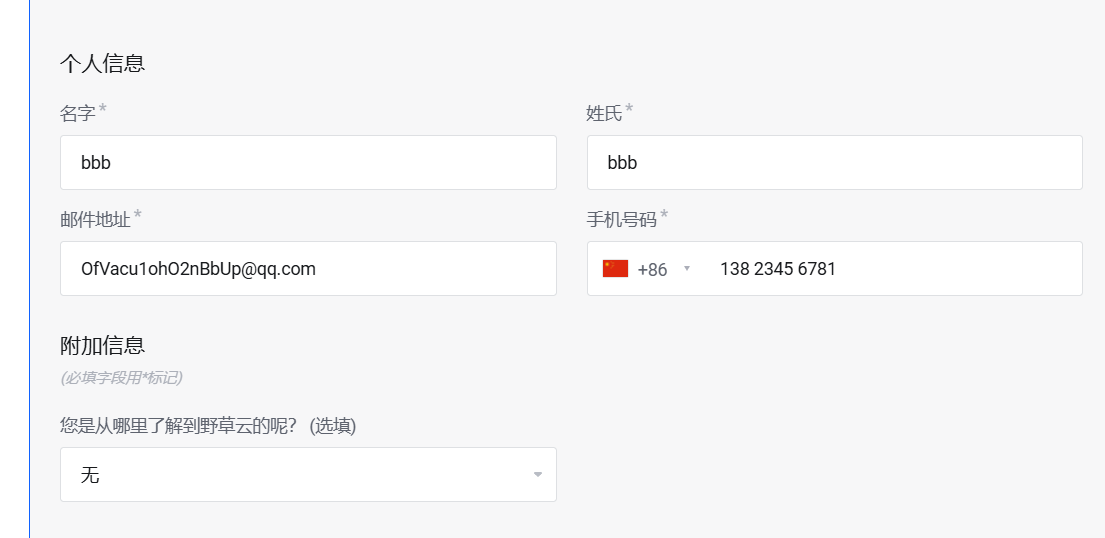 个人信息
名字 *
姓氏 *
bbb
bbb
邮件地址 *
手机号码 *
OfVacu1ohO2nBbUp@qq.com
+86 138 2345 6781
附加信息
(必填字段用*标记)
您是从哪里了解到野草云的呢？ (选填)
无